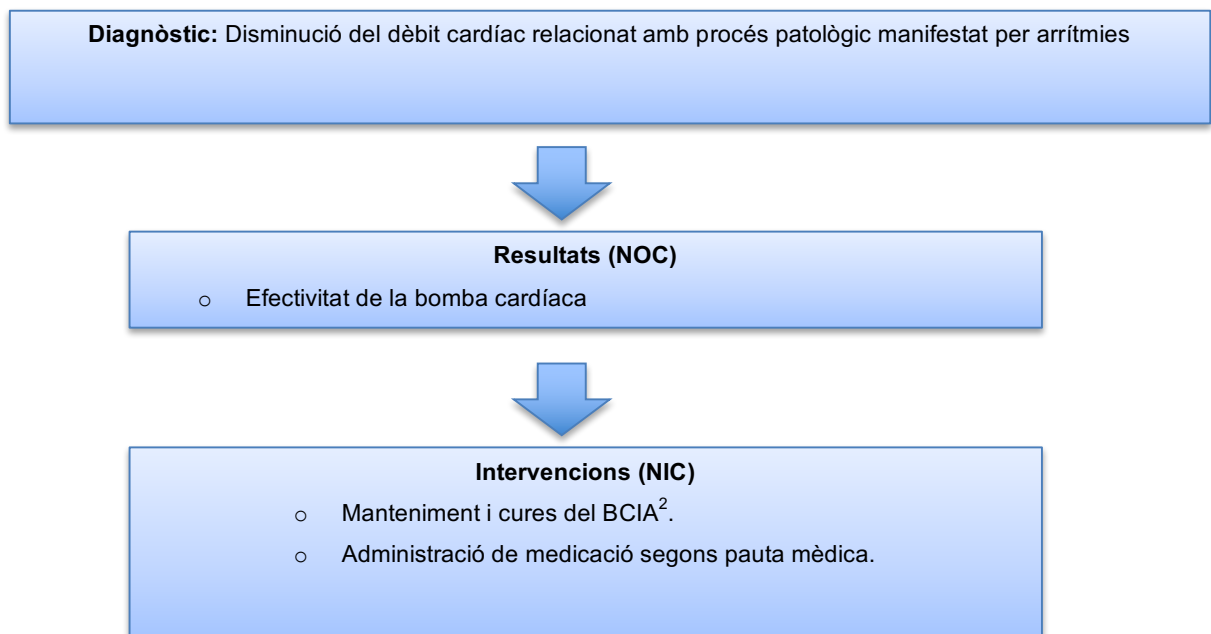 Diagnòstic: Disminució del dèbit cardíac relacionat amb procés patològic manifestat per arrítmies
Resultats (NOC)
o Efectivitat de la bomba cardíaca
Intervencions (NIC)
o Manteniment i cures del BCIA².
o Administració de medicació segons pauta mèdica.